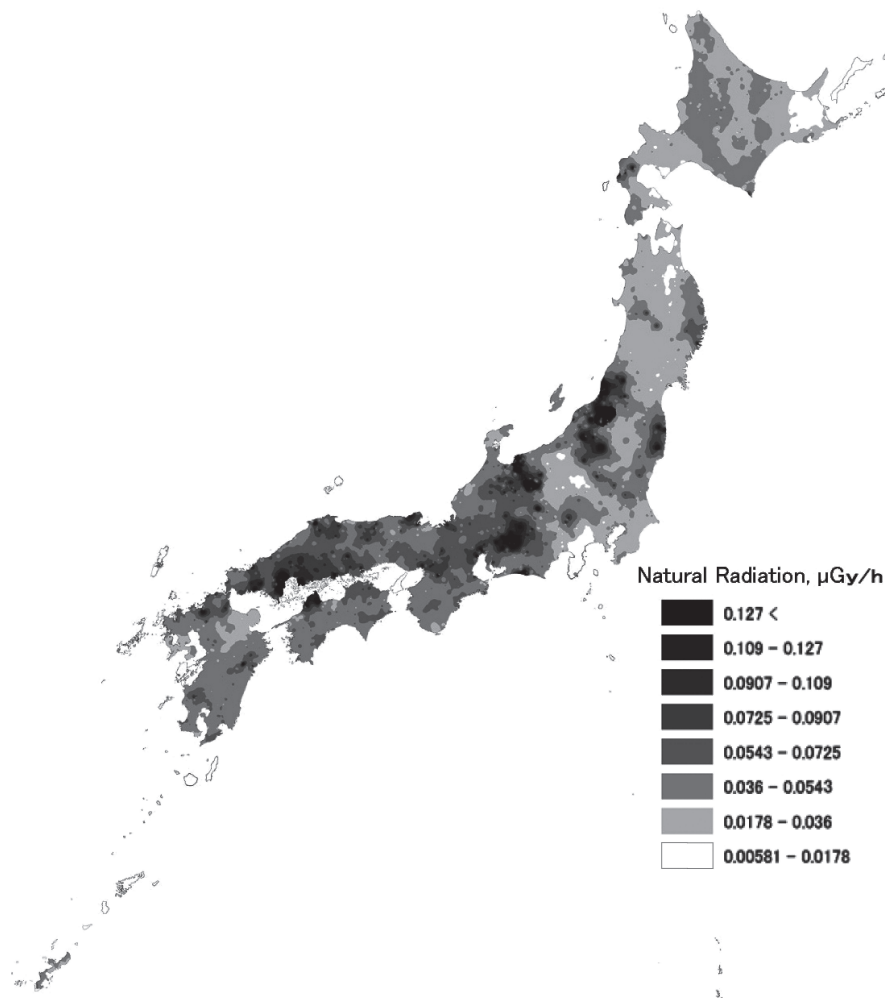 Natural Radiation, μGy/h
0.127 <
0.109 – 0.127
0.0907 – 0.109
0.0725 – 0.0907
0.0543 – 0.0725
0.036 – 0.0543
0.0178 – 0.036
0.00581 – 0.0178